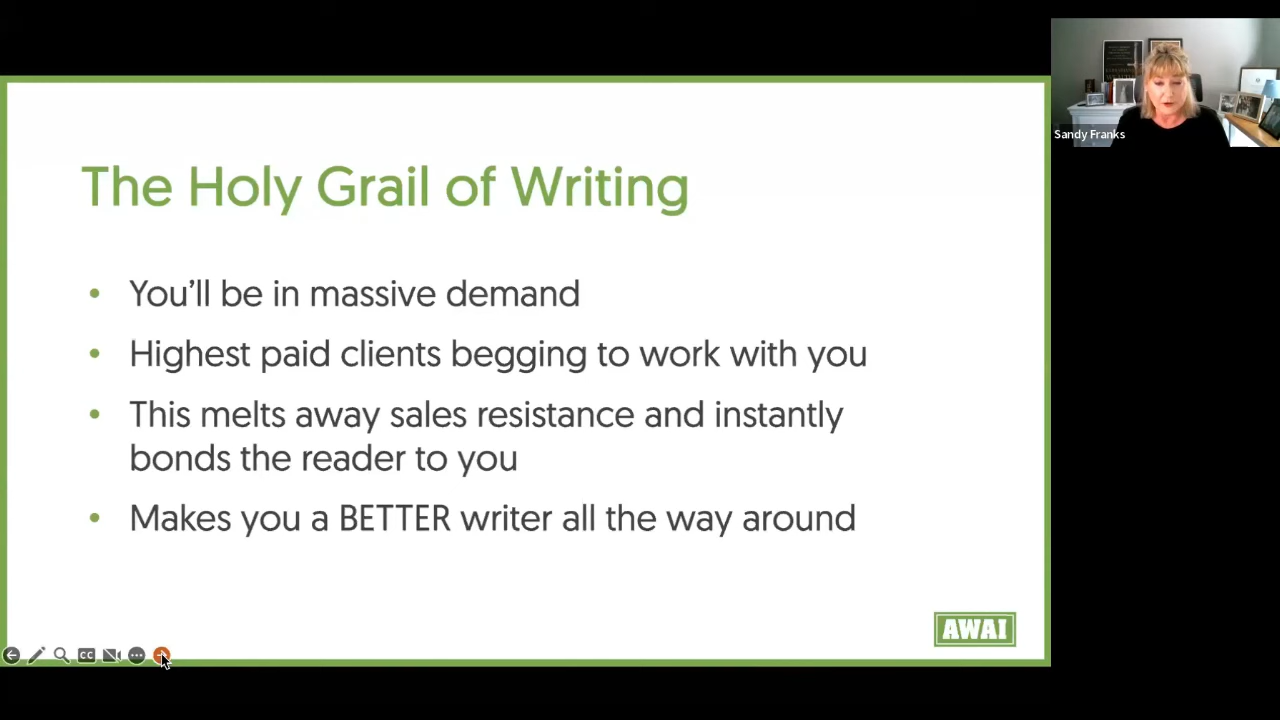 The Holy Grail of Writing
• You'll be in massive demand
• Highest paid clients begging to work with you
• This melts away sales resistance and instantly
bonds the reader to you
• Makes you a BETTER writer all the way around
AWAI
CC
Sandy Franks